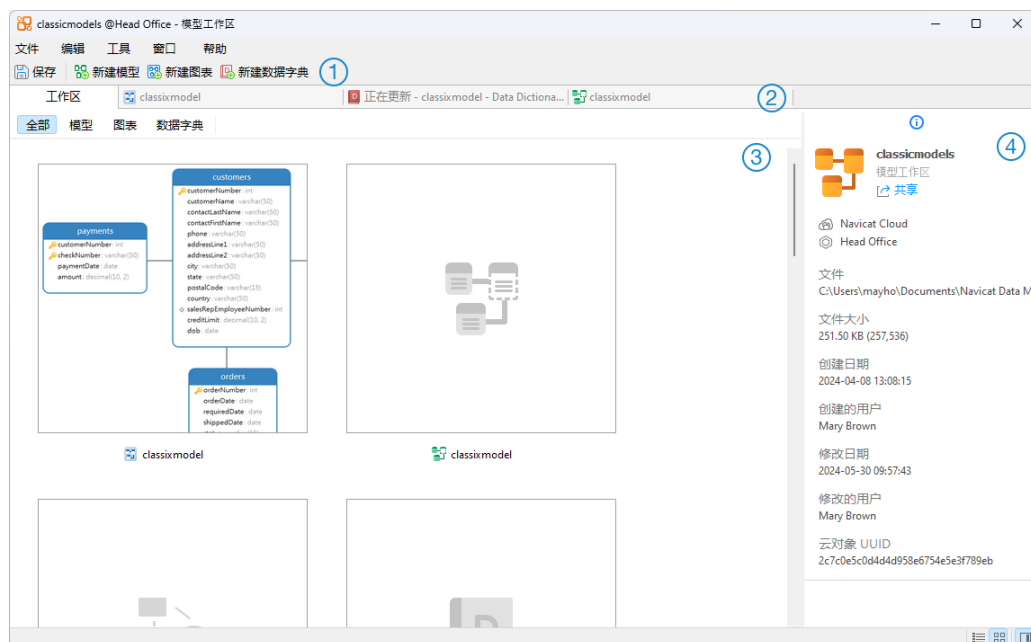 classicmodels @Head Office - 模型工作区
文件 编辑 工具 窗口 帮助
保存 新建模型 新建图表 新建数据字典 1
工作区 classixmodel 正在更新 - classixmodel - Data Dictiona... classixmodel 2
全部 模型 图表 数据字典
3
4
customers
customerNumber: int
customerName: varchar(50)
contactLastName: varchar(50)
contactFirstName: varchar(50)
phone: varchar(50)
addressLine1: varchar(50)
addressLine2: varchar(50)
city: varchar(50)
state: varchar(50)
postalCode: varchar(15)
country: varchar(50)
salesRepEmployeeNumber: int
creditLimit: decimal(10, 2)
dob: date
payments
customerNumber: int
checkNumber: varchar(50)
paymentDate: date
amount: decimal(10, 2)
orders
orderNumber: int
orderDate: date
requiredDate: date
shippedDate: date
classixmodel
classixmodel
D
classicmodels
模型工作区
共享
Navicat Cloud
Head Office
文件
C:\Users\mayho\Documents\Navicat Data M
文件大小
251.50 KB (257,536)
创建日期
2024-04-08 13:08:15
创建的用户
Mary Brown
修改日期
2024-05-30 09:57:43
修改的用户
Mary Brown
云对象 UUID
2c7c0e5c0d4d4d958e6754e5e3f789eb